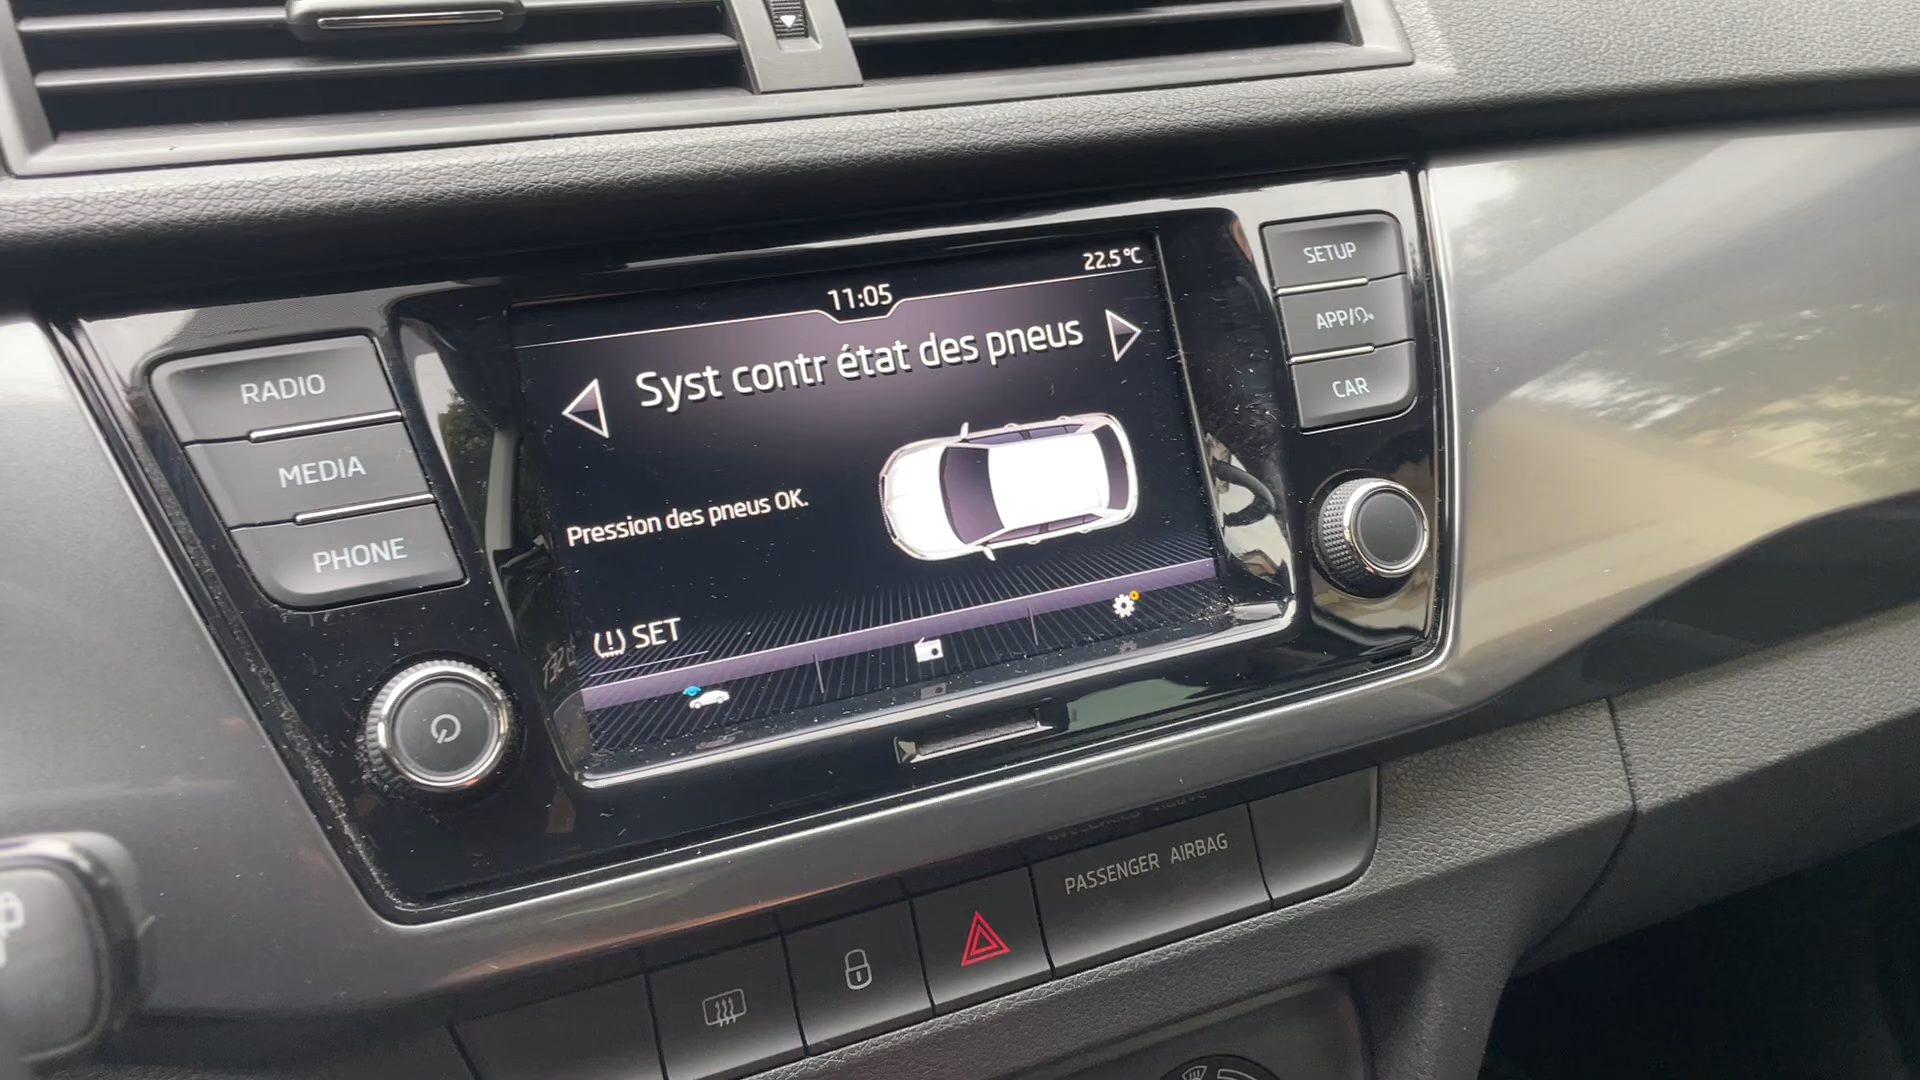 22.5°C
11:05
Syst contr état des pneus
Pression des pneus OK.
SET
RADIO
MEDIA
PHONE
SETUP
APP/
CAR
PASSENGER AIRBAG